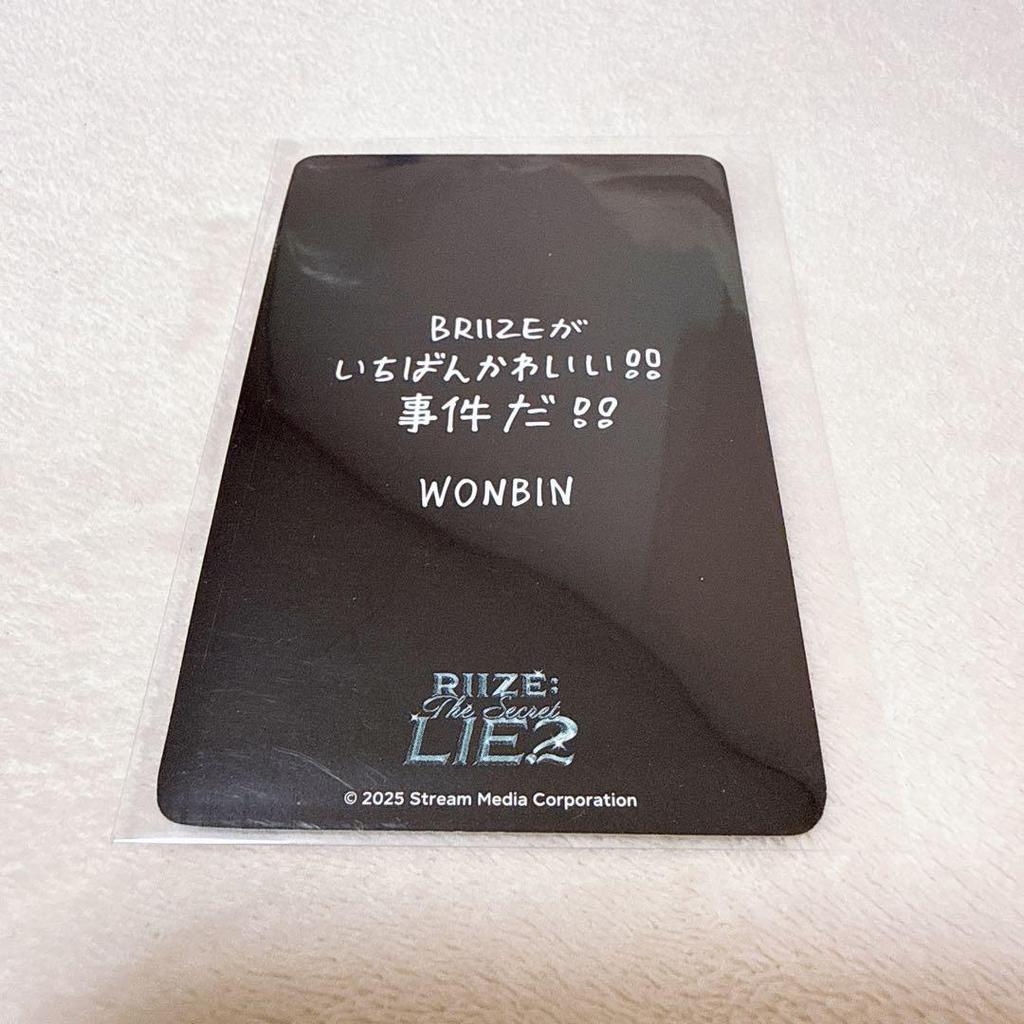 BRIIZEが
いちばんかわいい!!
事件だ!!
WONBIN
RIIZE:
The Secret
LIE?2
© 2025 Stream Media Corporation